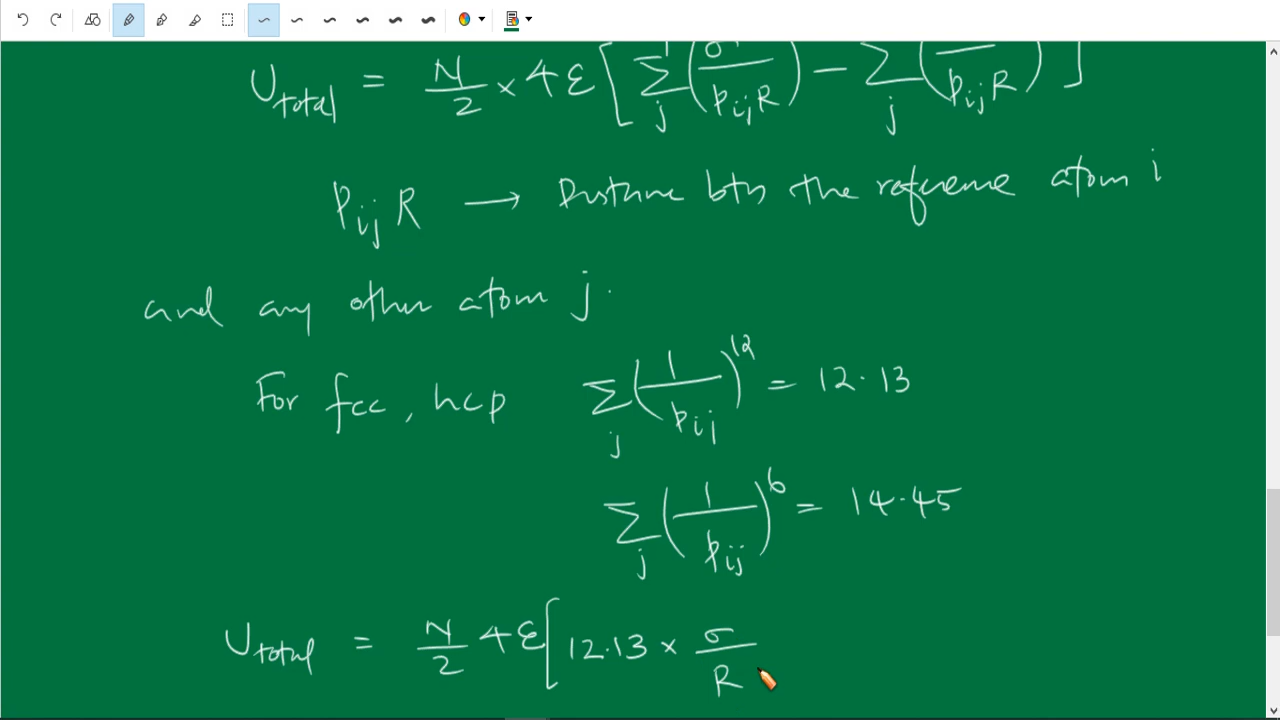 U_total = N/2 × 4ε [ Σ_j (σ/p_ij R) − Σ_j ( /p_ij R) ]
p_ij R → Distance btn the reference atom i
and any other atom j.
For fcc, hcp Σ_j (1/p_ij)^12 = 12.13
Σ_j (1/p_ij)^6 = 14.45
U_total = N/2 4ε [ 12.13 × σ/R